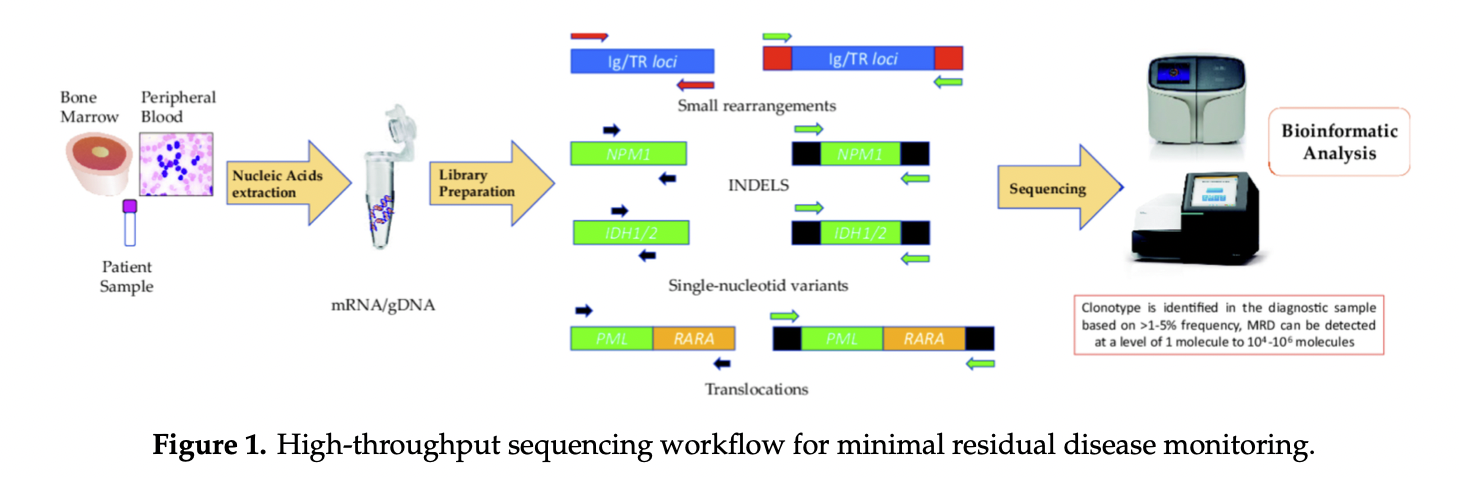 Bone
Marrow
Peripheral
Blood
Patient
Sample
Nucleic Acids
extraction
mRNA/gDNA
Library
Preparation
Ig/TR loci
Ig/TR loci
Small rearrangements
NPM1
NPM1
INDELS
IDH1/2
IDH1/2
Single-nucleotid variants
PML
RARA
PML
RARA
Translocations
Sequencing
Bioinformatic
Analysis
Clonotype is identified in the diagnostic sample
based on >1-5% frequency, MRD can be detected
at a level of 1 molecule to 10⁴-10⁶ molecules
Figure 1. High-throughput sequencing workflow for minimal residual disease monitoring.